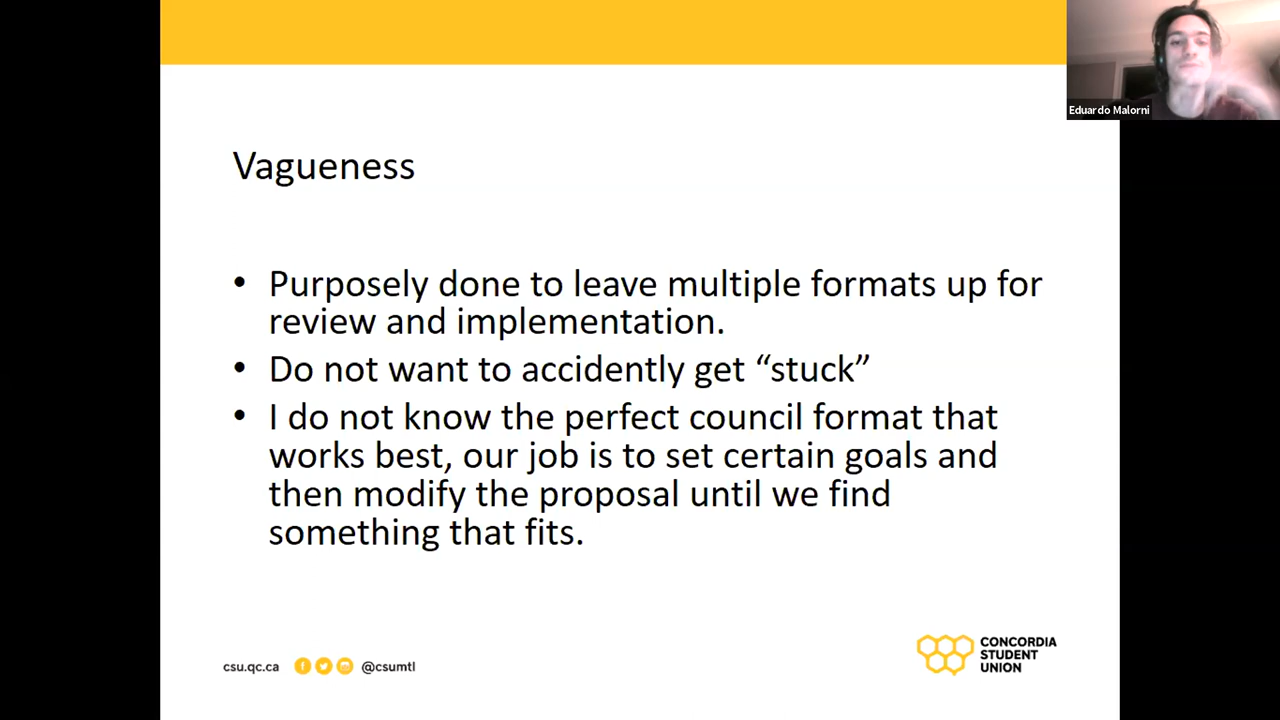 Eduardo Malorni
Vagueness
• Purposely done to leave multiple formats up for
review and implementation.
• Do not want to accidently get “stuck”
• I do not know the perfect council format that
works best, our job is to set certain goals and
then modify the proposal until we find
something that fits.
csu.qc.ca @csumtl
CONCORDIA
STUDENT
UNION